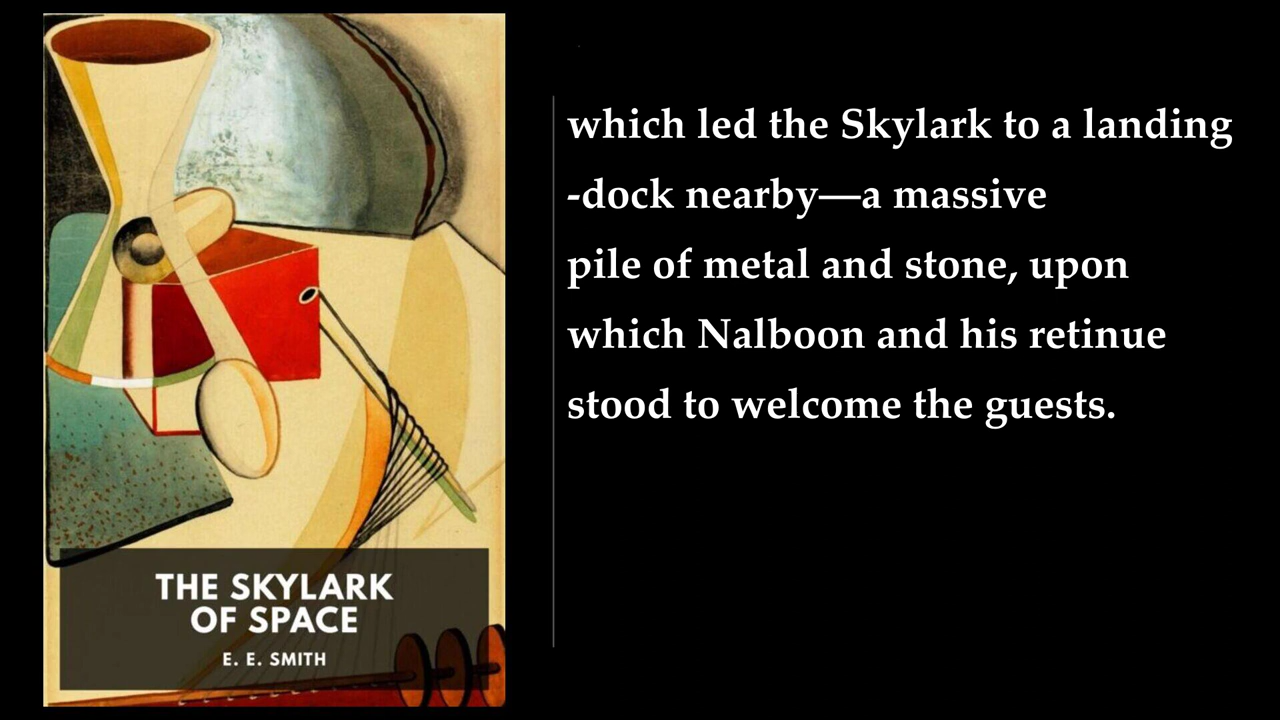 which led the Skylark to a landing
-dock nearby—a massive
pile of metal and stone, upon
which Nalboon and his retinue
stood to welcome the guests.
THE SKYLARK
OF SPACE
E. E. SMITH